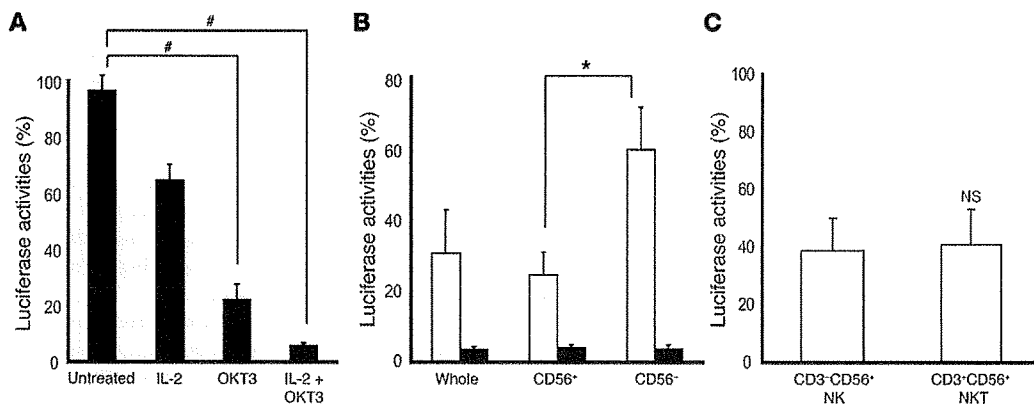 A
#
#
Luciferase activities (%)
100
80
60
40
20
0
Untreated
IL-2
OKT3
IL-2 +
OKT3
B
*
Luciferase activities (%)
80
60
40
20
0
Whole
CD56⁺
CD56⁻
C
NS
Luciferase activities (%)
100
80
60
40
20
0
CD3⁻CD56⁺
NK
CD3⁺CD56⁺
NKT